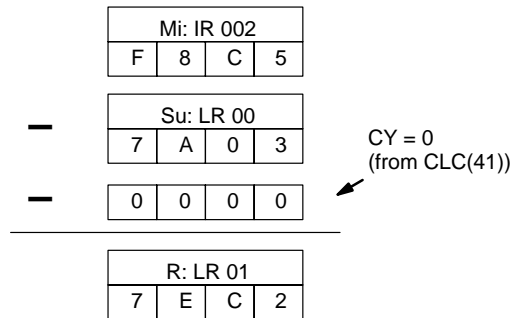 Mi: IR 002
F 8 C 5
Su: LR 00
− 7 A 0 3
CY = 0
(from CLC(41))
− 0 0 0 0
R: LR 01
7 E C 2